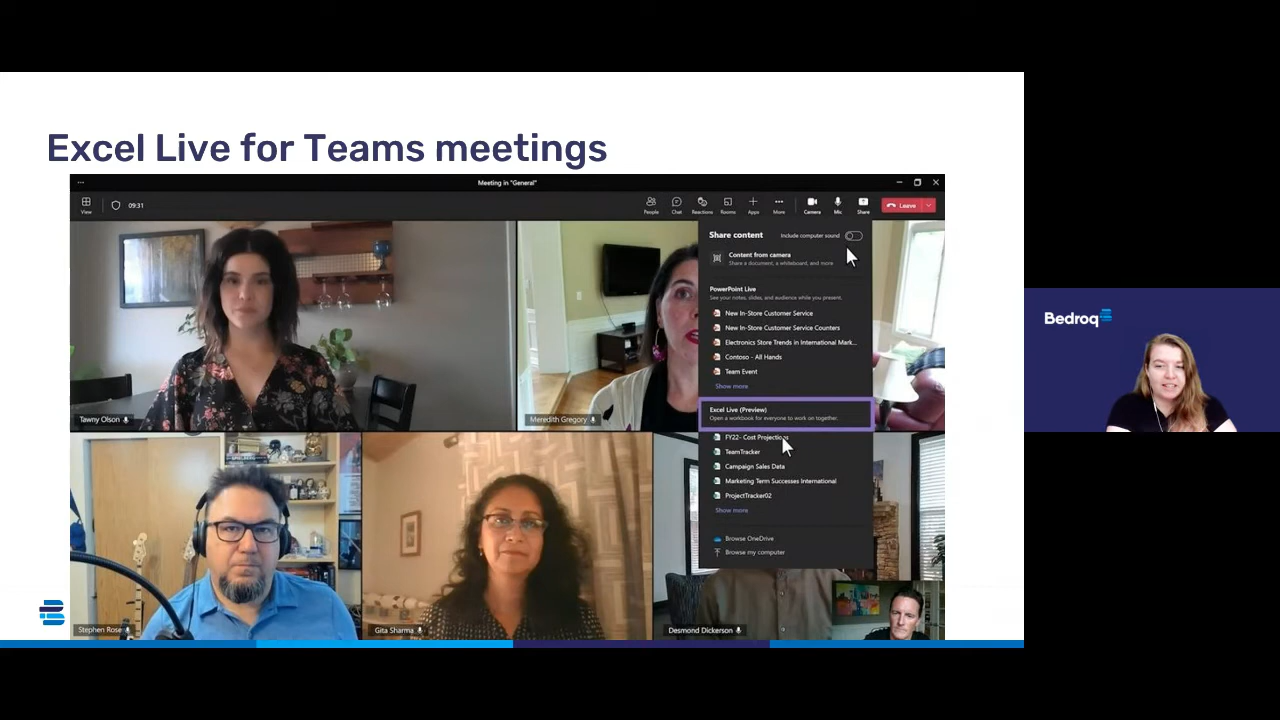 Excel Live for Teams meetings
Meeting in "General"
09:31
View
People
Chat
Reactions
Rooms
Apps
More
Camera
Mic
Share
Leave
Share content
Include computer sound
Content from camera
Share a document, a whiteboard, and more
PowerPoint Live
See your notes, slides, and audience while you present.
New In-Store Customer Service
New In-Store Customer Service Counters
Electronics Store Trends in International Mark...
Contoso - All Hands
Team Event
Show more
Excel Live (Preview)
Open a workbook for everyone to work on together.
FY22- Cost Projections
TeamTracker
Campaign Sales Data
Marketing Term Successes International
ProjectTracker02
Show more
Browse OneDrive
Browse my computer
Tawny Olson
Meredith Gregory
Stephen Rose
Gita Sharma
Desmond Dickerson
Bedroq